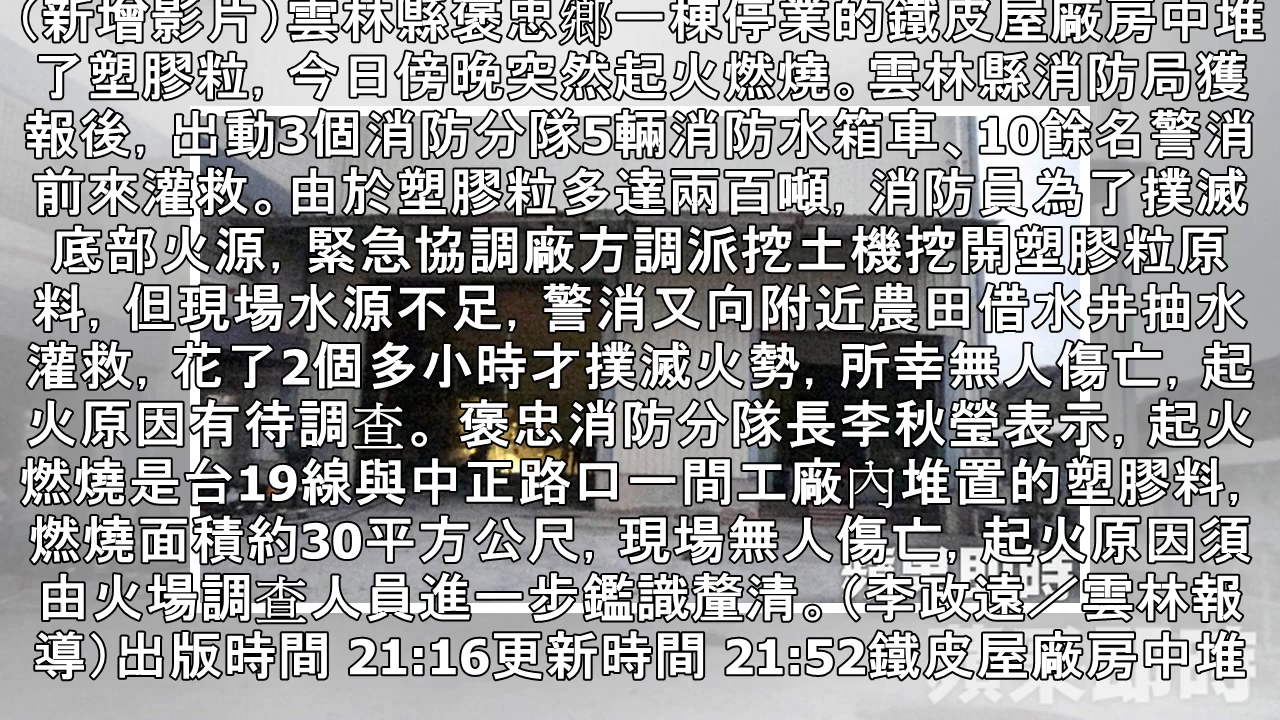 (新增影片)雲林縣褒忠鄉一棟停業的鐵皮屋廠房中堆
了塑膠粒, 今日傍晚突然起火燃燒。雲林縣消防局獲
報後, 出動3個消防分隊5輛消防水箱車、10餘名警消
前來灌救。由於塑膠粒多達兩百噸, 消防員為了撲滅
底部火源, 緊急協調廠方調派挖土機挖開塑膠粒原
料, 但現場水源不足, 警消又向附近農田借水井抽水
灌救, 花了2個多小時才撲滅火勢, 所幸無人傷亡, 起
火原因有待調查。 褒忠消防分隊長李秋瑩表示, 起火
燃燒是台19線與中正路口一間工廠內堆置的塑膠料,
燃燒面積約30平方公尺, 現場無人傷亡, 起火原因須
由火場調查人員進一步鑑識釐清。(李政遠／雲林報
導)出版時間 21:16更新時間 21:52鐵皮屋廠房中堆
蘋果即時
蘋果即時